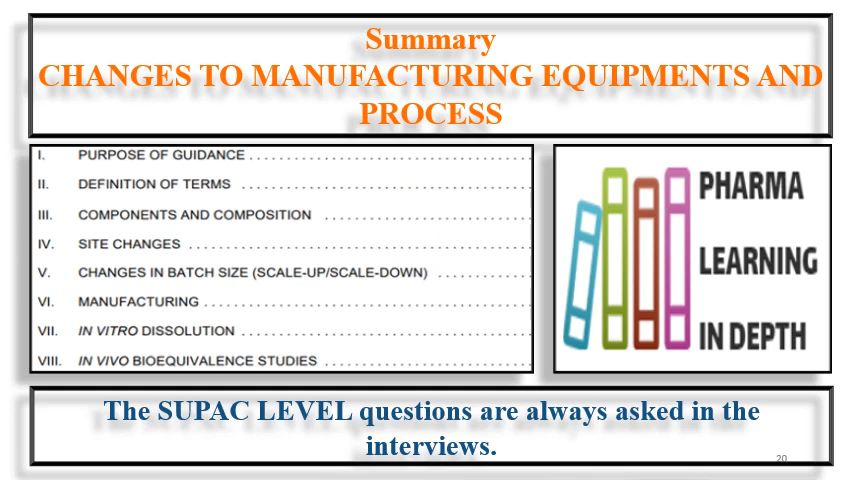 Summary
CHANGES TO MANUFACTURING EQUIPMENTS AND
PROCESS
I. PURPOSE OF GUIDANCE . . . . . . . . . . . . . . . . . . . . . . . . . . . . . . . . . . . .
II. DEFINITION OF TERMS . . . . . . . . . . . . . . . . . . . . . . . . . . . . . . . . . . . . .
III. COMPONENTS AND COMPOSITION . . . . . . . . . . . . . . . . . . . . . . . . .
IV. SITE CHANGES . . . . . . . . . . . . . . . . . . . . . . . . . . . . . . . . . . . . . . . . . . . .
V. CHANGES IN BATCH SIZE (SCALE-UP/SCALE-DOWN) . . . . . . . . . . . .
VI. MANUFACTURING . . . . . . . . . . . . . . . . . . . . . . . . . . . . . . . . . . . . . . . . . .
VII. IN VITRO DISSOLUTION . . . . . . . . . . . . . . . . . . . . . . . . . . . . . . . . . . . . .
VIII. IN VIVO BIOEQUIVALENCE STUDIES . . . . . . . . . . . . . . . . . . . . . . . . . .
PHARMA
LEARNING
IN DEPTH
The SUPAC LEVEL questions are always asked in the
interviews.
20